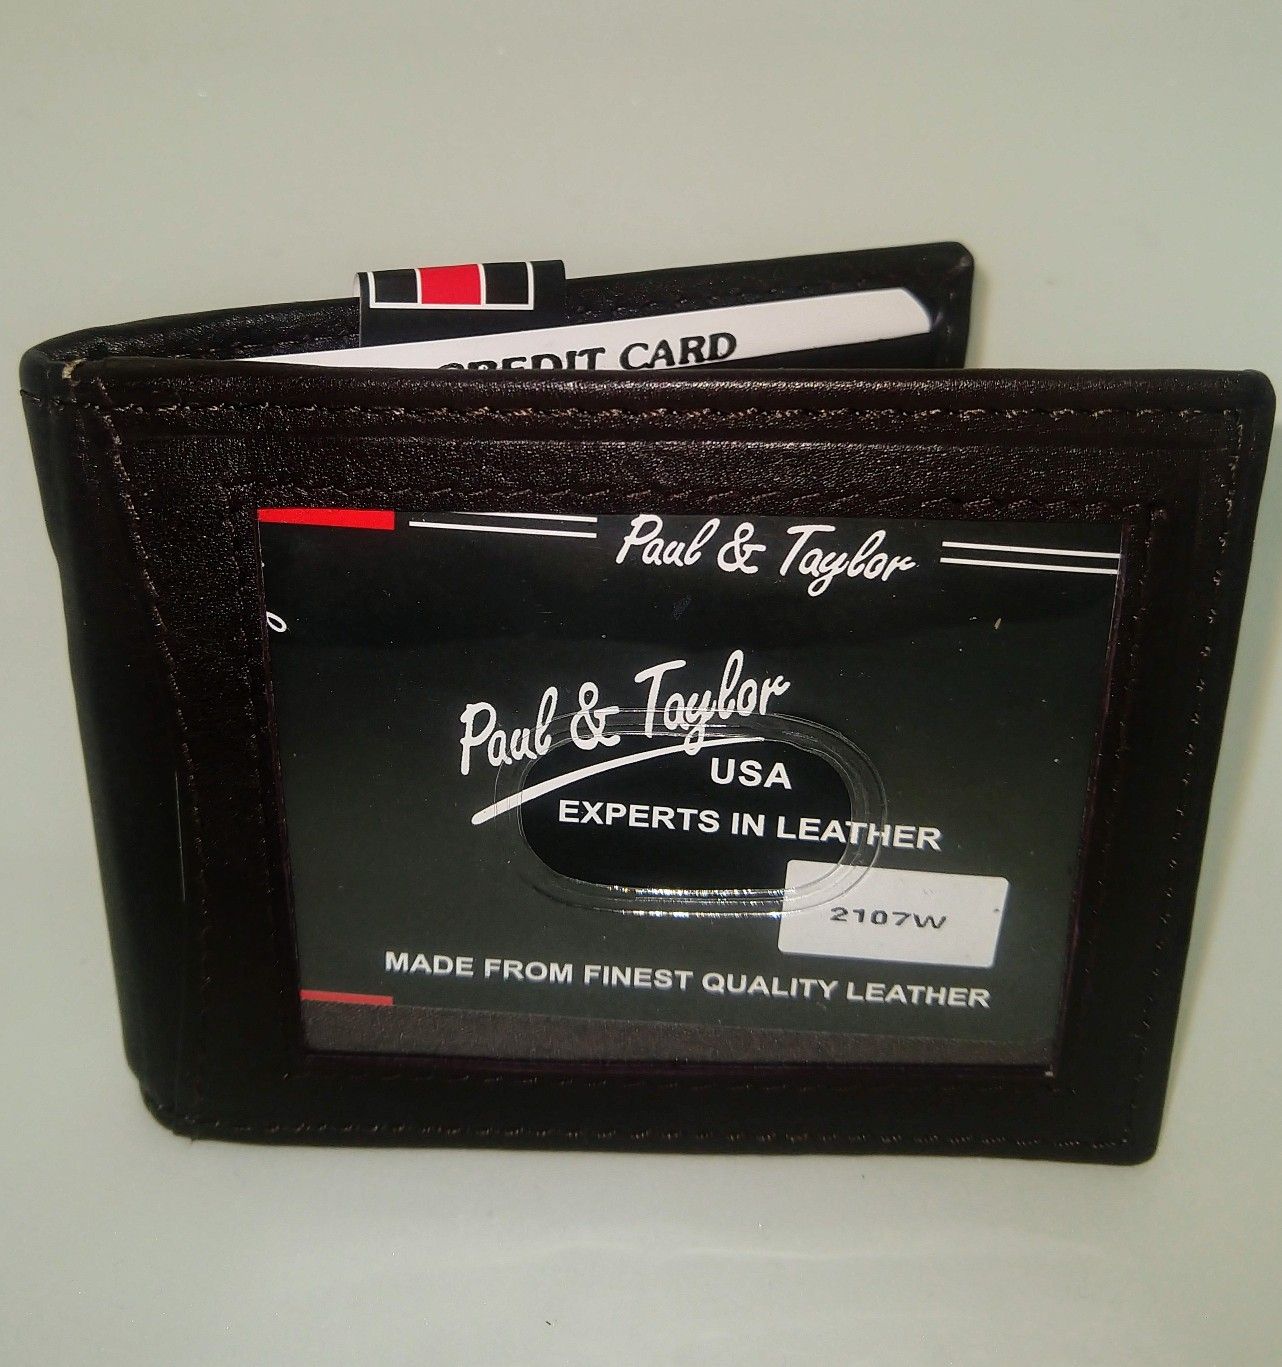 CREDIT CARD
Paul & Taylor
Paul & Taylor
USA
EXPERTS IN LEATHER
2107W
MADE FROM FINEST QUALITY LEATHER